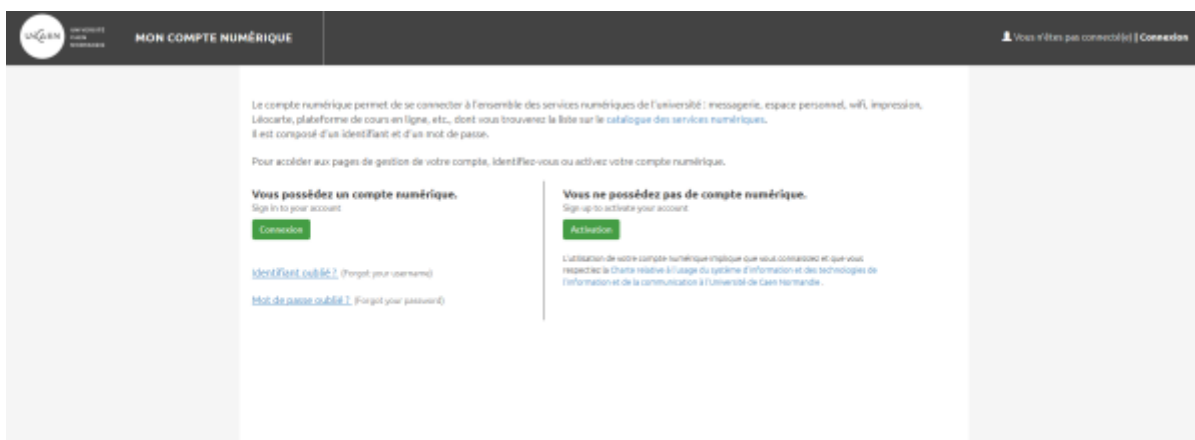 UNICAEN
UNIVERSITÉ
CAEN
NORMANDIE
MON COMPTE NUMÉRIQUE
Vous n'êtes pas connecté(e) | Connexion
Le compte numérique permet de se connecter à l'ensemble des services numériques de l'université : messagerie, espace personnel, wifi, impression,
Léocarte, plateforme de cours en ligne, etc., dont vous trouverez la liste sur le catalogue des services numériques.
Il est composé d'un identifiant et d'un mot de passe.
Pour accéder aux pages de gestion de votre compte, identifiez-vous ou activez votre compte numérique.
Vous possédez un compte numérique.
Sign in to your account
Connexion
Identifiant oublié ? (Forgot your username)
Mot de passe oublié ? (Forgot your password)
Vous ne possédez pas de compte numérique.
Sign up to activate your account
Activation
L'utilisation de votre compte numérique implique que vous connaissez et que vous
respectiez la Charte relative à l'usage du système d'information et des technologies de
l'information et de la communication à l'Université de Caen Normandie .